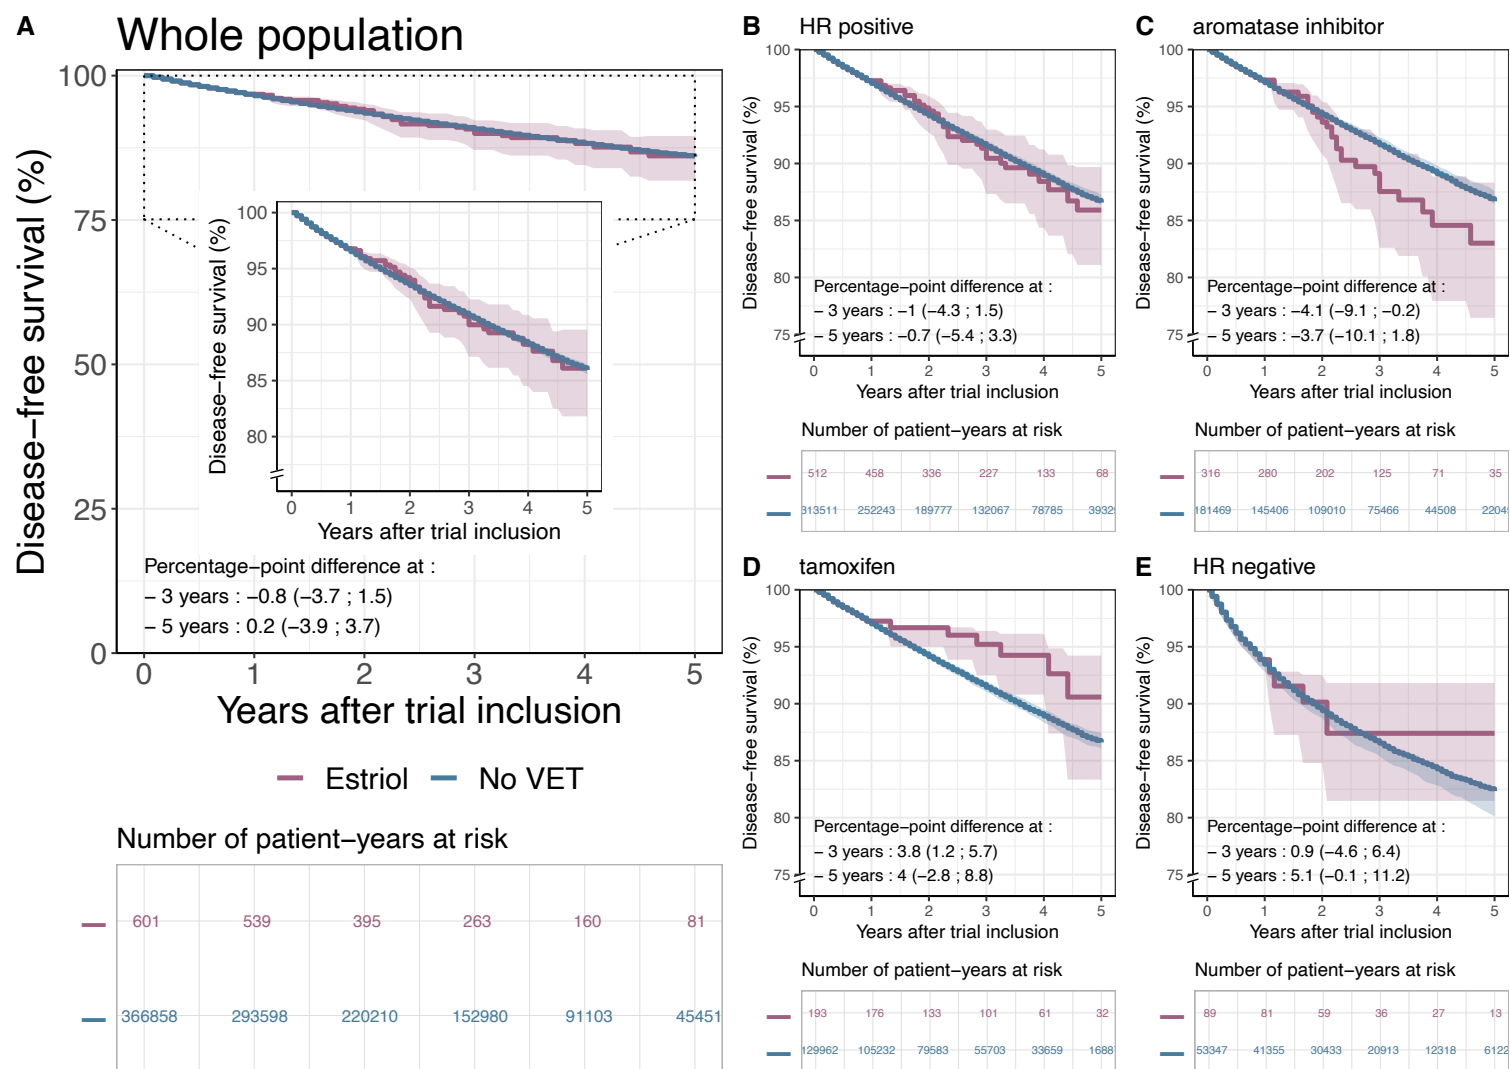 A
Whole population
Disease−free survival (%)
100
75
50
25
0
0 1 2 3 4 5
Years after trial inclusion
Disease−free survival (%)
100
95
90
85
80
0 1 2 3 4 5
Years after trial inclusion
Percentage−point difference at :
− 3 years : −0.8 (−3.7 ; 1.5)
− 5 years : 0.2 (−3.9 ; 3.7)
Estriol No VET
Number of patient−years at risk
601 539 395 263 160 81
366858 293598 220210 152980 91103 45451
B
HR positive
Disease−free survival (%)
100
95
90
85
80
75
Percentage−point difference at :
− 3 years : −1 (−4.3 ; 1.5)
− 5 years : −0.7 (−5.4 ; 3.3)
0 1 2 3 4 5
Years after trial inclusion
Number of patient−years at risk
512 458 336 227 133 68
313511 252243 189777 132067 78785 3932
C
aromatase inhibitor
Disease−free survival (%)
100
95
90
85
80
75
Percentage−point difference at :
− 3 years : −4.1 (−9.1 ; −0.2)
− 5 years : −3.7 (−10.1 ; 1.8)
0 1 2 3 4 5
Years after trial inclusion
Number of patient−years at risk
316 280 202 125 71 35
181469 145406 109010 75466 44508 2204
D
tamoxifen
Disease−free survival (%)
100
95
90
85
80
75
Percentage−point difference at :
− 3 years : 3.8 (1.2 ; 5.7)
− 5 years : 4 (−2.8 ; 8.8)
0 1 2 3 4 5
Years after trial inclusion
Number of patient−years at risk
193 176 133 101 61 32
129962 105232 79583 55703 33659 1688
E
HR negative
Disease−free survival (%)
100
95
90
85
80
75
Percentage−point difference at :
− 3 years : 0.9 (−4.6 ; 6.4)
− 5 years : 5.1 (−0.1 ; 11.2)
0 1 2 3 4 5
Years after trial inclusion
Number of patient−years at risk
89 81 59 36 27 13
53347 41355 30433 20913 12318 6122